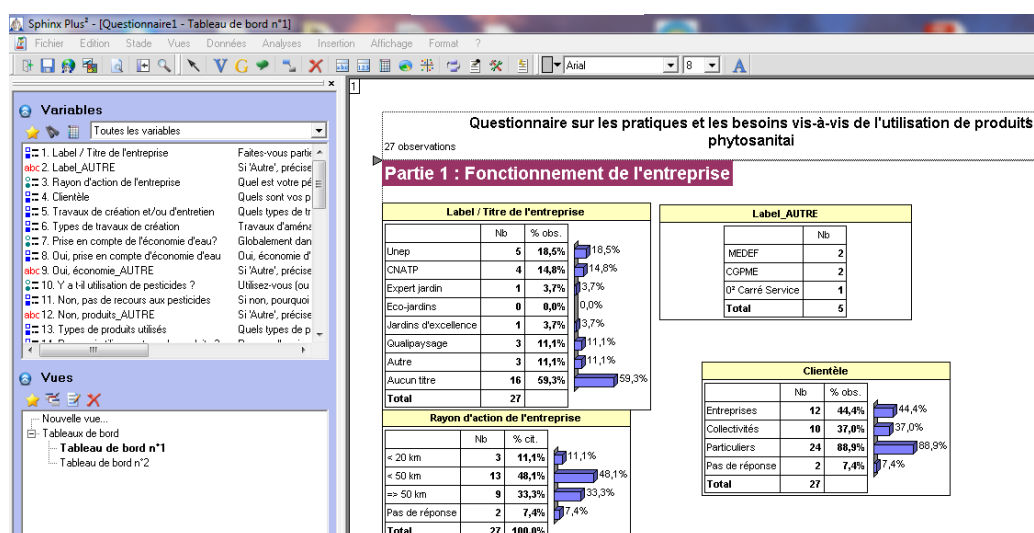 Sphinx Plus² - [Questionnaire1 - Tableau de bord n°1]
Fichier Edition Stade Vues Données Analyses Insertion Affichage Format ?
Arial 8 A
1
Variables
Toutes les variables
1. Label / Titre de l'entreprise Faites-vous partie
abc 2. Label_AUTRE Si 'Autre', précise
3. Rayon d'action de l'entreprise Quel est votre pé
4. Clientèle Quels sont vos p
5. Travaux de création et/ou d'entretien Quels types de tr
6. Types de travaux de création Travaux d'aména
7. Prise en compte de l'économie d'eau? Globalement dan
8. Oui, prise en compte d'économie d'eau Oui, économie d'
abc 9. Oui, économie_AUTRE Si 'Autre', précise
10. Y a t-il utilisation de pesticides ? Utilisez-vous (ou
11. Non, pas de recours aux pesticides Si non, pourquoi
abc 12. Non, produits_AUTRE Si 'Autre', précise
13. Types de produits utilisés Quels types de p
Vues
Nouvelle vue...
Tableaux de bord
Tableau de bord n°1
Tableau de bord n°2
Questionnaire sur les pratiques et les besoins vis-à-vis de l'utilisation de produits
phytosanitai
27 observations
Partie 1 : Fonctionnement de l'entreprise
Label / Titre de l'entreprise
Nb % obs.
Unep 5 18,5% 18,5%
CNATP 4 14,8% 14,8%
Expert jardin 1 3,7% 3,7%
Eco-jardins 0 0,0% 0,0%
Jardins d'excellence 1 3,7% 3,7%
Qualipaysage 3 11,1% 11,1%
Autre 3 11,1% 11,1%
Aucun titre 16 59,3% 59,3%
Total 27
Label_AUTRE
Nb
MEDEF 2
CGPME 2
0² Carré Service 1
Total 5
Rayon d'action de l'entreprise
Nb % cit.
< 20 km 3 11,1% 11,1%
< 50 km 13 48,1% 48,1%
=> 50 km 9 33,3% 33,3%
Pas de réponse 2 7,4% 7,4%
Total 27 100,0%
Clientèle
Nb % obs.
Entreprises 12 44,4% 44,4%
Collectivités 10 37,0% 37,0%
Particuliers 24 88,9% 88,9%
Pas de réponse 2 7,4% 7,4%
Total 27